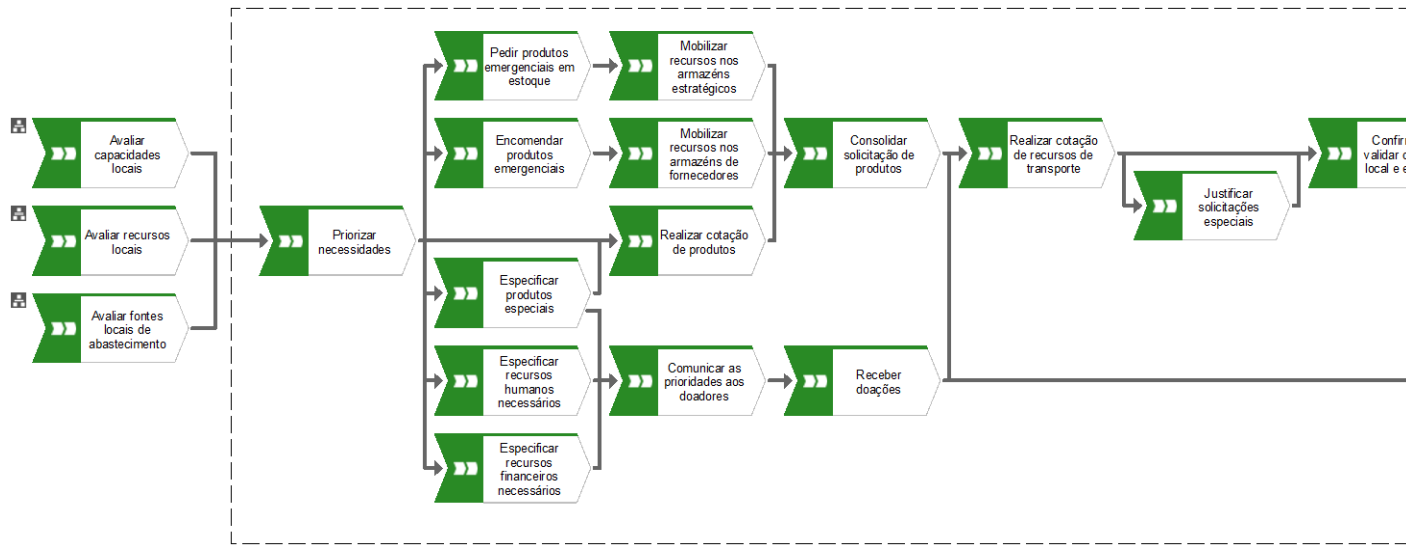 Avaliar
capacidades
locais
Avaliar recursos
locais
Avaliar fontes
locais de
abastecimento
Priorizar
necessidades
Pedir produtos
emergenciais em
estoque
Encomendar
produtos
emergenciais
Especificar
produtos
especiais
Especificar
recursos
humanos
necessários
Especificar
recursos
financeiros
necessários
Mobilizar
recursos nos
armazéns
estratégicos
Mobilizar
recursos nos
armazéns de
fornecedores
Realizar cotação
de produtos
Comunicar as
prioridades aos
doadores
Consolidar
solicitação de
produtos
Receber
doações
Realizar cotação
de recursos de
transporte
Justificar
solicitações
especiais
validar
local e